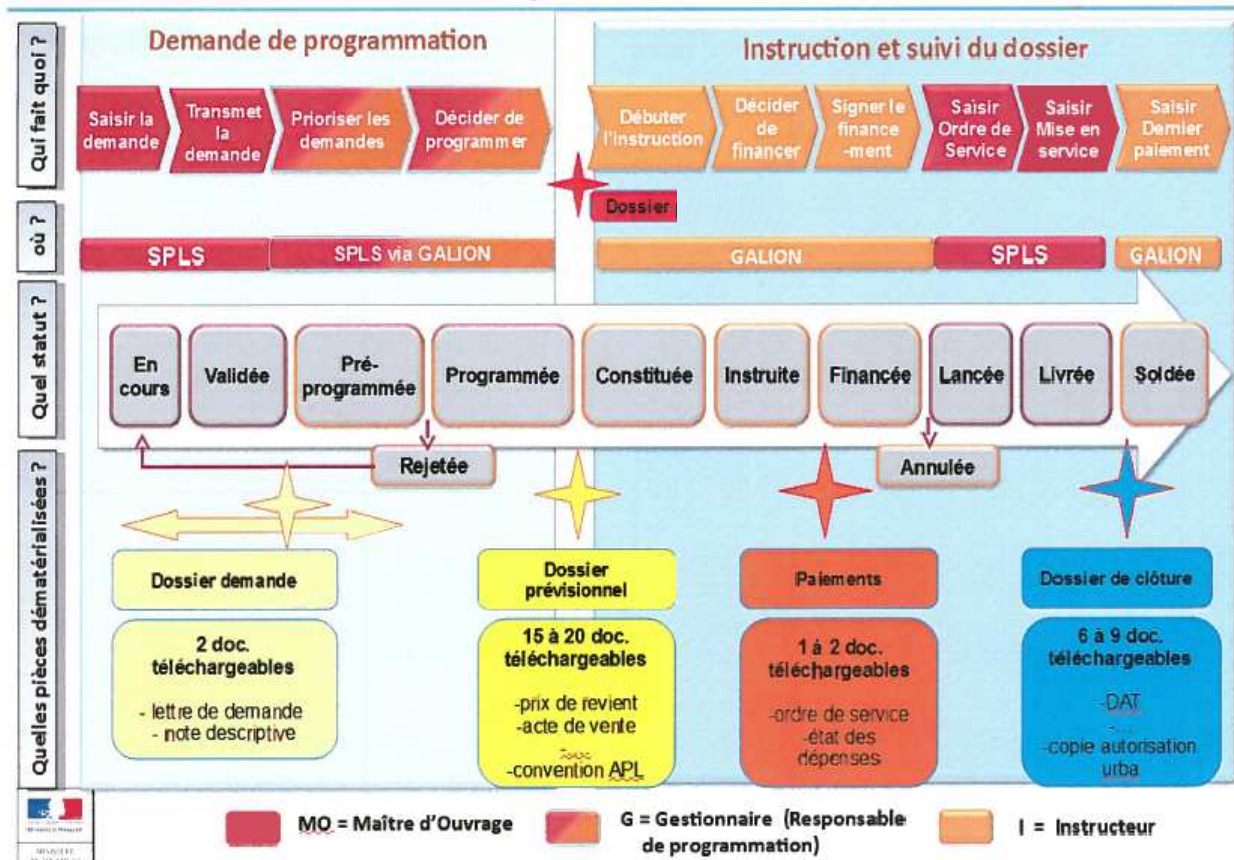 Demande de programmation
Instruction et suivi du dossier
Qui fait quoi ?
Saisir la
demande
Transmet
la
demande
Prioriser les
demandes
Décider de
programmer
Débuter
l'instruction
Décider
de
financer
Signer le
finance
-ment
Saisir
Ordre de
Service
Saisir
Mise en
service
Saisir
Dernier
paiement
Dossier
où ?
SPLS
SPLS via GALION
GALION
SPLS
GALION
Quel statut ?
En
cours
Validée
Pré-
programmée
Programmée
Constituée
Instruite
Financée
Lancée
Livrée
Soldée
Rejetée
Annulée
Quelles pièces dématérialisées ?
Dossier demande
Dossier
prévisionnel
Paiements
Dossier de clôture
2 doc.
téléchargeables
- lettre de demande
- note descriptive
15 à 20 doc.
téléchargeables
-prix de revient
-acte de vente
-...
-convention APL
1 à 2 doc.
téléchargeables
-ordre de service
-état des
dépenses
6 à 9 doc.
téléchargeables
-DAT
-...
-copie autorisation
urba
MO = Maître d'Ouvrage
G = Gestionnaire (Responsable
de programmation)
I = Instructeur